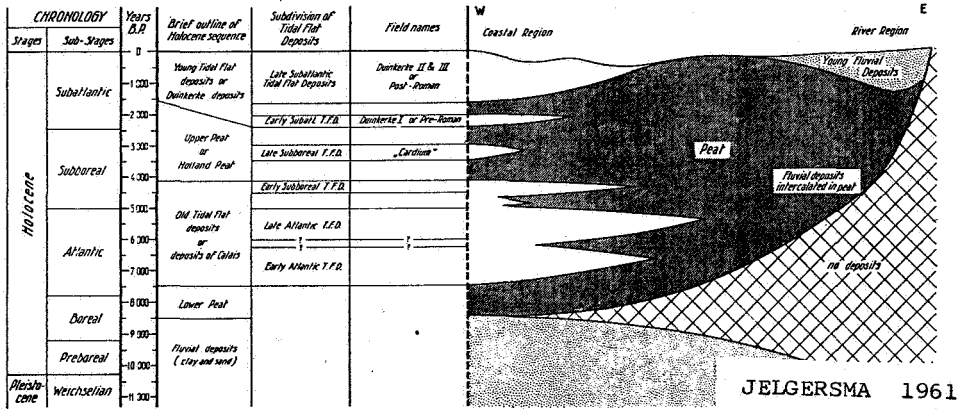 CHRONOLOGY
Stages
Sub-Stages
Years
B.P.
Brief outline of
Holocene sequence
Subdivision of
Tidal Flat
Deposits
Field names
W
E
Coastal Region
River Region
0
1 000
2 000
3 000
4 000
5 000
6 000
7 000
8 000
9 000
10 000
11 000
Holocene
Pleisto-
cene
Subatlantic
Subboreal
Atlantic
Boreal
Preboreal
Weichselian
Young Tidal Flat
deposits or
Duinkerke deposits
Upper Peat
or
Holland Peat
Old Tidal Flat
deposits
or
deposits of Calais
Lower Peat
Fluvial deposits
(clay and sand)
Late Subatlantic
Tidal Flat Deposits
Early Subatl. T.F.D.
Late Subboreal T.F.D.
Early Subboreal T.F.D.
Late Atlantic T.F.D.
?
?
Early Atlantic T.F.D.
Duinkerke II & III
or
Post-Roman
Duinkerke I or Pre-Roman
„Cardium"
?
?
Young Fluvial
Deposits
Peat
Fluvial deposits
intercalated in peat
no deposits
JELGERSMA 1961